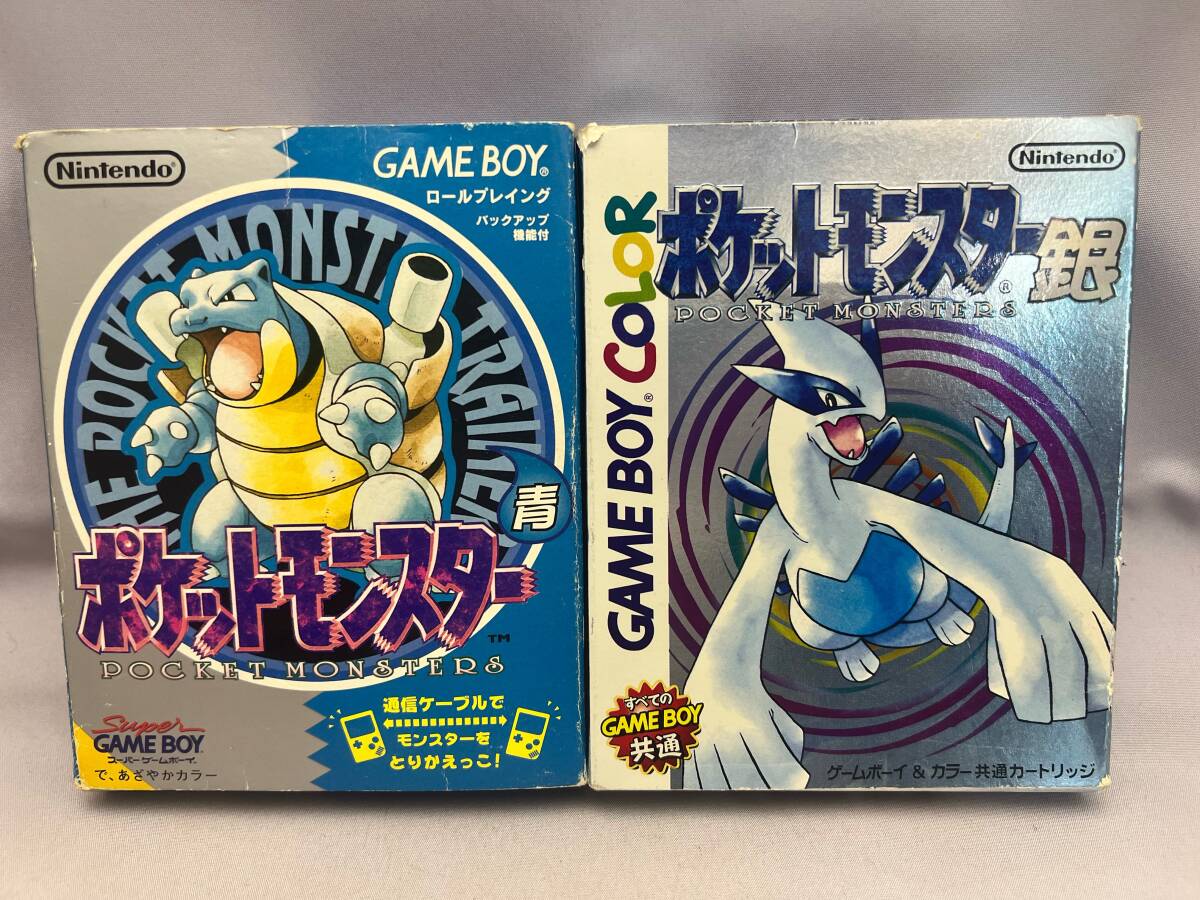 Nintendo®
GAME BOY®
ロールプレイング
バックアップ
機能付
THE POCKET MONSTERS TRAINER
青
ポケットモンスター
™
POCKET MONSTERS
Super
GAME BOY
スーパーゲームボーイ
で、あざやかカラー
通信ケーブルで
モンスターを
とりかえっこ!
GAME BOY® COLOR
Nintendo®
ポケットモンスター®
銀
POCKET MONSTERS
すべての
GAME BOY
共通
ゲームボーイ & カラー共通カートリッジ